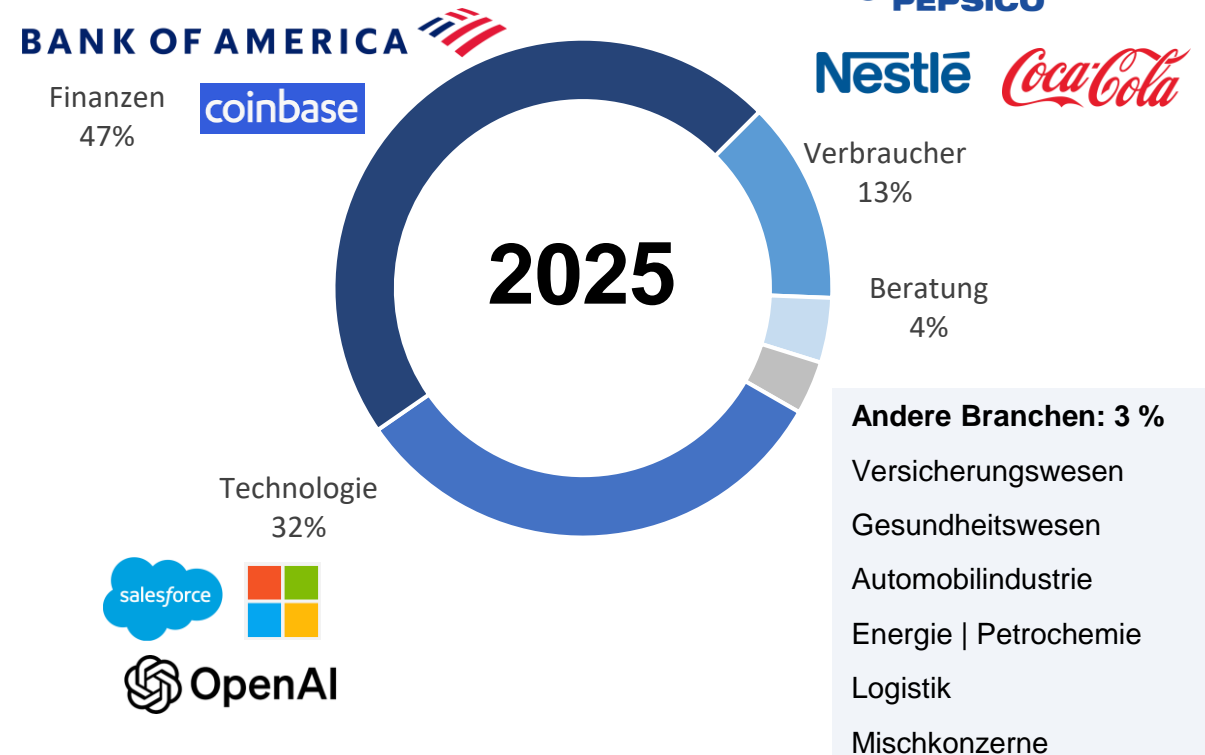 PEPSICO
BANK OF AMERICA
Nestlé
Coca-Cola
Finanzen
47%
coinbase
Verbraucher
13%
2025
Beratung
4%
Andere Branchen: 3 %
Versicherungswesen
Gesundheitswesen
Automobilindustrie
Energie | Petrochemie
Logistik
Mischkonzerne
Technologie
32%
salesforce
OpenAI